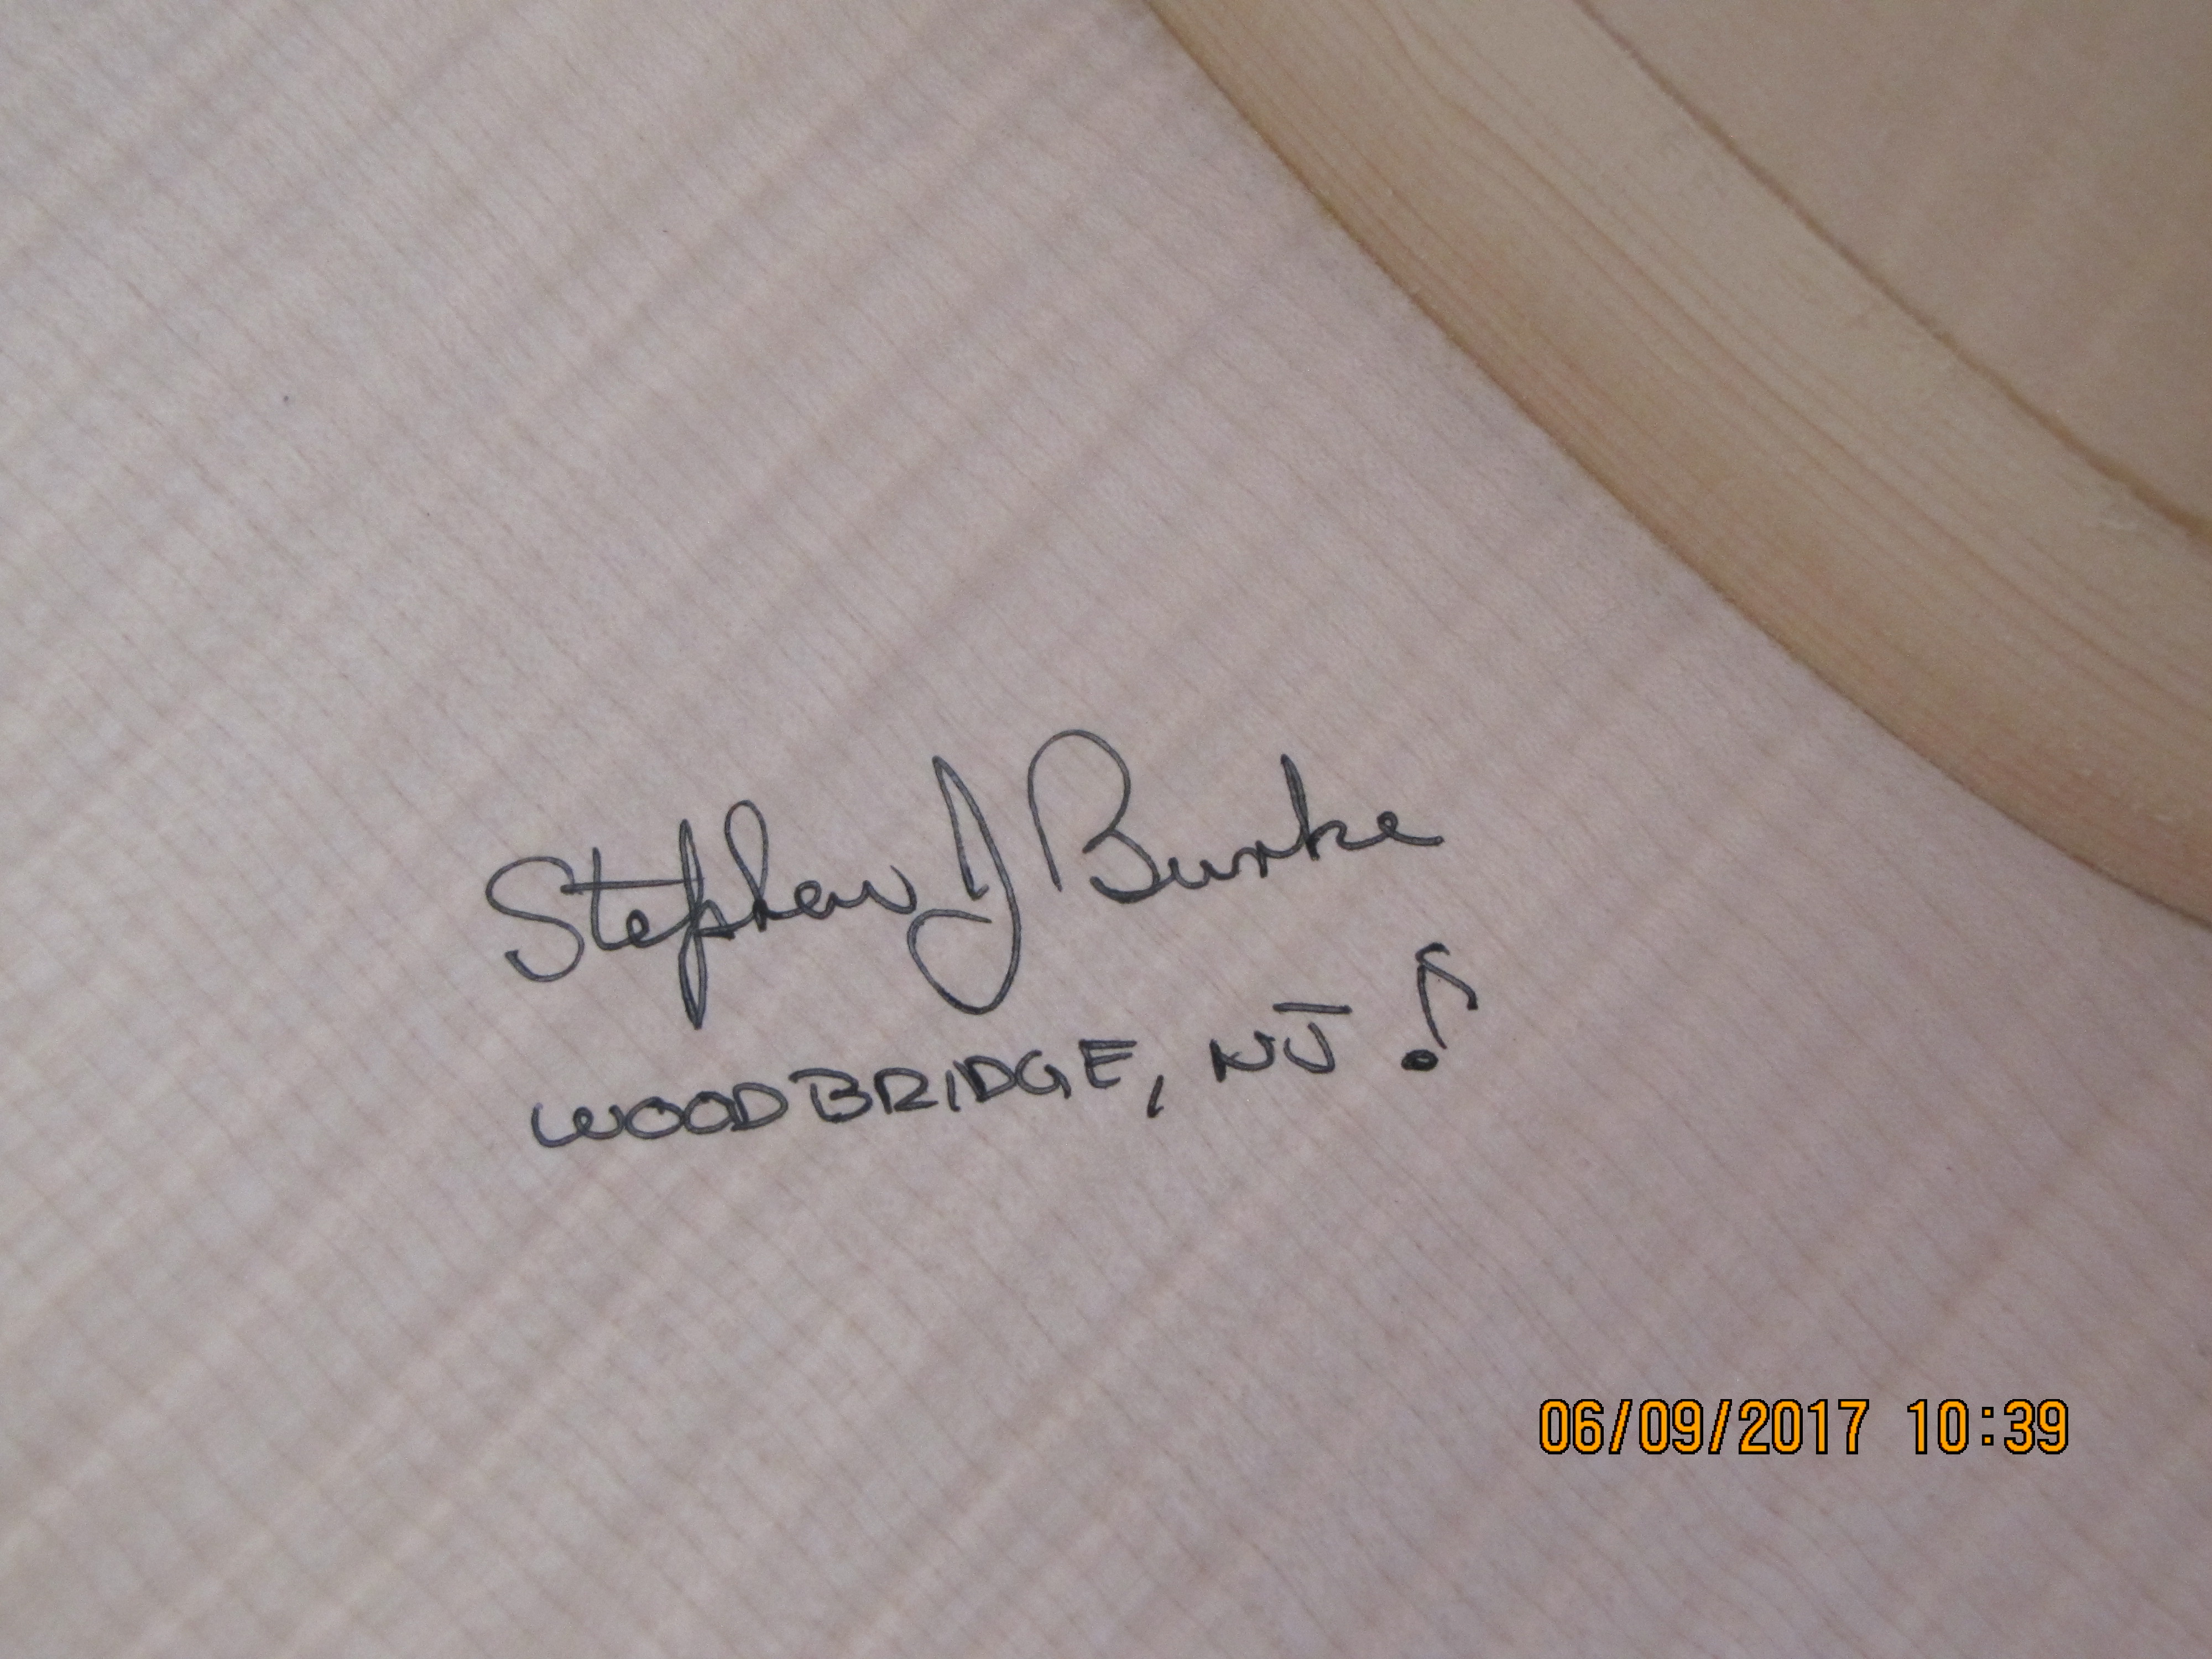 Stephen J Burke
WOODBRIDGE, NJ ♪
06/09/2017 10:39